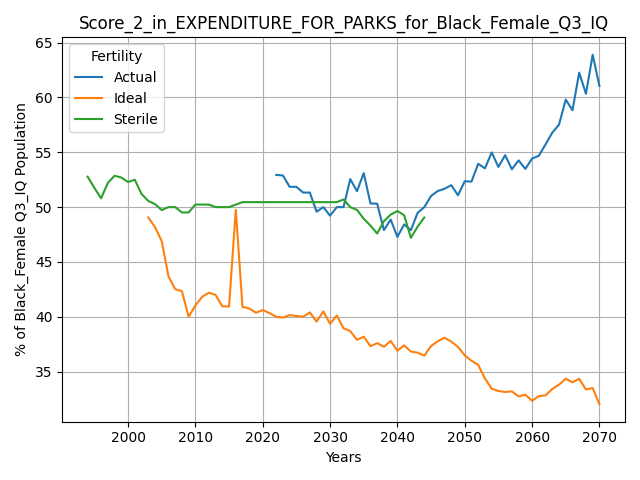 Score_2_in_EXPENDITURE_FOR_PARKS_for_Black_Female_Q3_IQ
Fertility
Actual
Ideal
Sterile
% of Black_Female Q3_IQ Population
65
60
55
50
45
40
35
2000
2010
2020
2030
2040
2050
2060
2070
Years